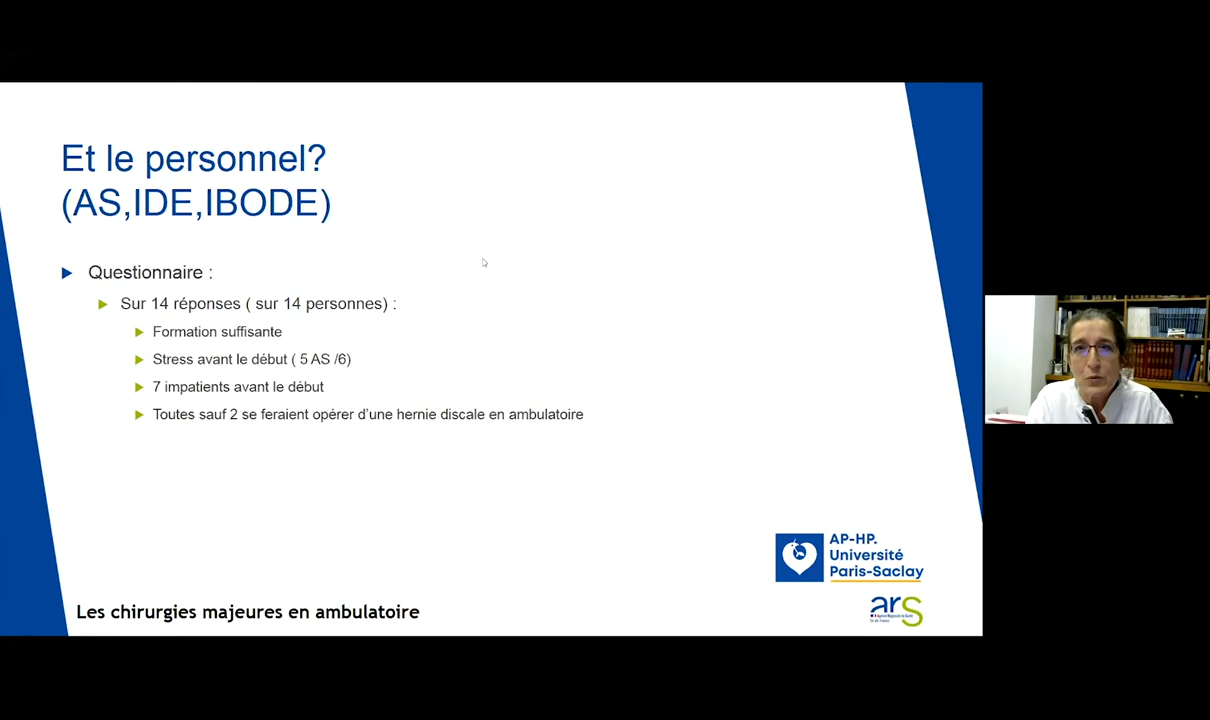 Et le personnel?
(AS,IDE,IBODE)
Questionnaire :
Sur 14 réponses ( sur 14 personnes) :
Formation suffisante
Stress avant le début ( 5 AS /6)
7 impatients avant le début
Toutes sauf 2 se feraient opérer d’une hernie discale en ambulatoire
AP-HP.
Université
Paris-Saclay
ars
Les chirurgies majeures en ambulatoire